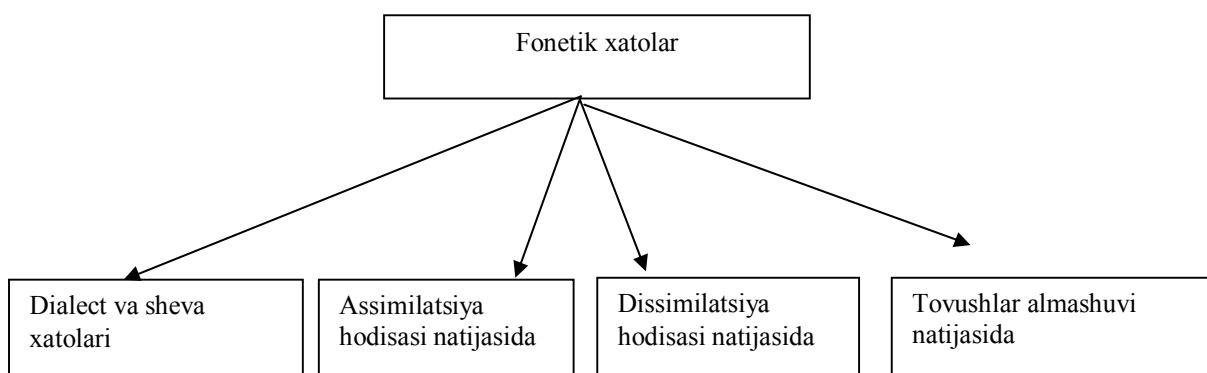 Fonetik xatolar
Dialect va sheva
xatolari
Assimilatsiya
hodisasi natijasida
Dissimilatsiya
hodisasi natijasida
Tovushlar almashuvi
natijasida